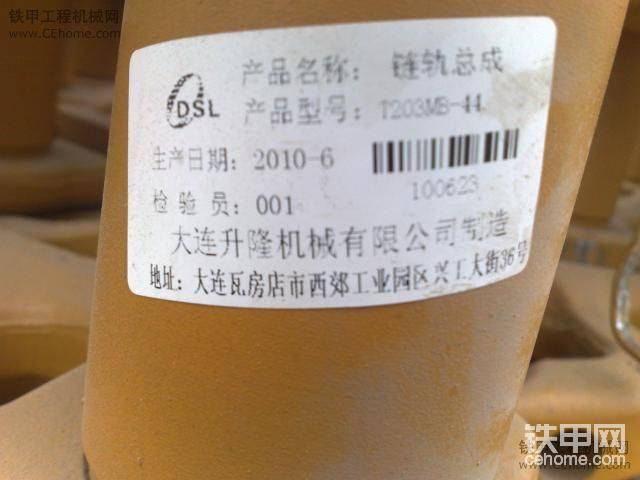 铁甲工程机械网
www.CEhome.com
DSL
产品名称: 链轨总成
产品型号: T203MB-44
生产日期: 2010-6
100623
检验员: 001
大连升隆机械有限公司制造
地址: 大连瓦房店市西郊工业园区兴工大街36号
铁甲网
cehome.com